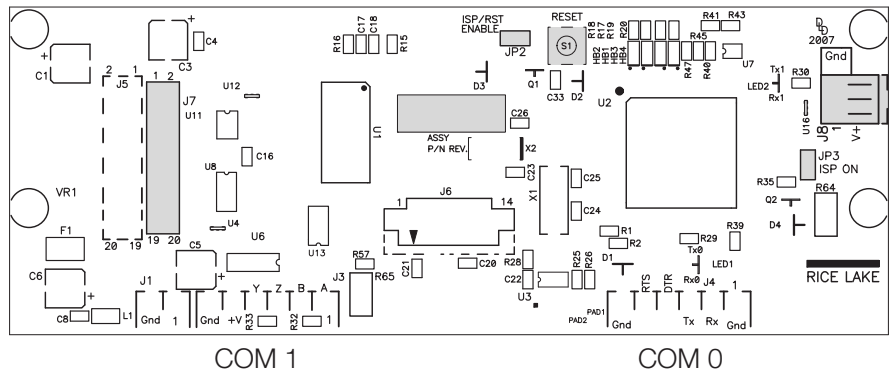 C1
C3
C4
R16
C17
C18
R15
ISP/RST
ENABLE
JP2
RESET
S1
R18
R17
R19
R20
HB2
HB1
HB3
HB4
R41
R43
R45
R47
R40
U7
2007
Gnd
2 1
J5
1 2
J7
U12
U11
U8
C16
U4
19 20
20 19
VR1
U1
D3
Q1
C33
D2
U2
ASSY
P/N REV.
C26
X2
C23
X1
C25
C24
Tx1
LED2
Rx1
R30
U16
J8
1
V+
JP3
ISP ON
R35
R64
Q2
D4
F1
C6
C5
U6
U13
J6
1 14
C21
C20
R57
R65
R28
C22
U3
R25
R26
R1
R2
D1
R29
R39
Tx0
LED1
Rx0
RICE LAKE
C8
L1
J1
Gnd 1
Gnd +V
Y Z B A
R33
R32
1
J3
PAD1
PAD2
Gnd
RTS
DTR
Tx
Rx
J4
1
Gnd
COM 1
COM 0